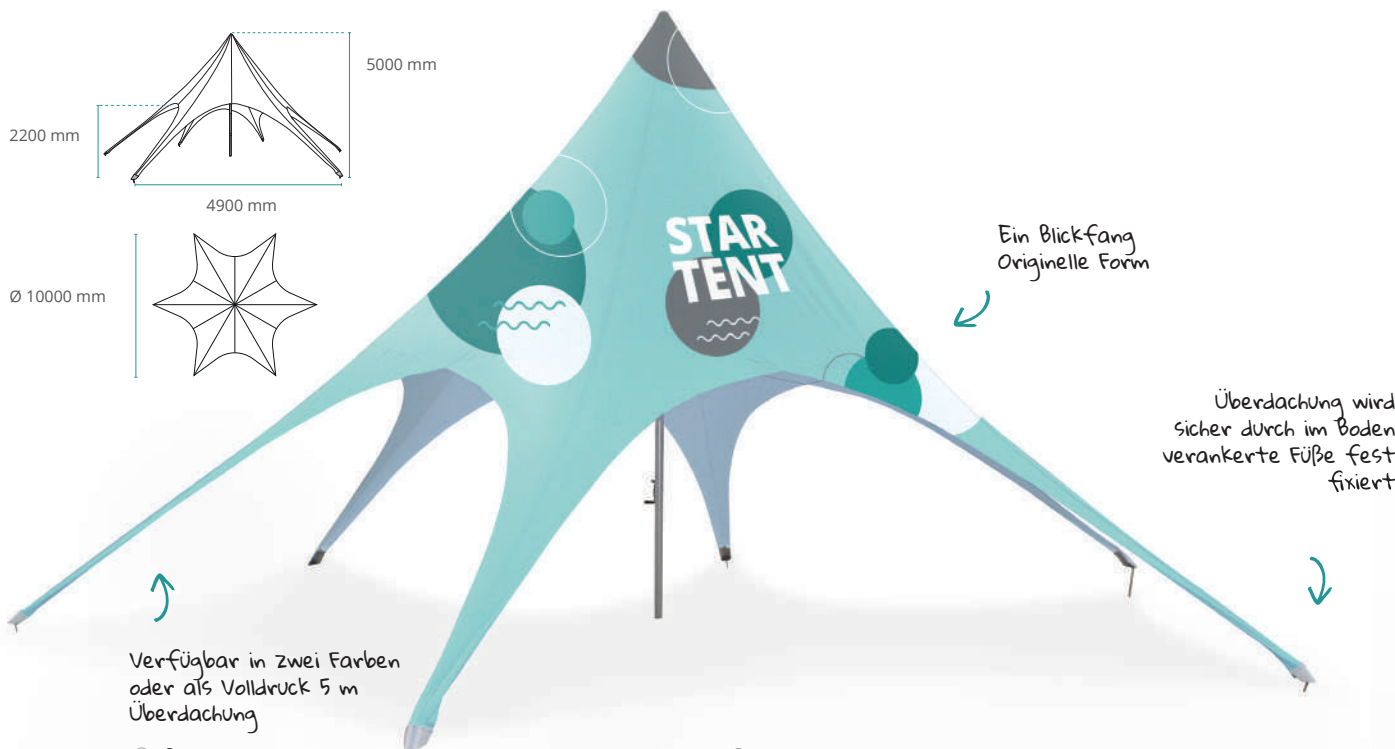 5000 mm
2200 mm
4900 mm
Ø 10000 mm
STAR
TENT
Ein Blickfang
Originelle Form
Überdachung wird
sicher durch im Boden
verankerte Füße fest
fixiert
Verfügbar in zwei Farben
oder als Volldruck 5 m
Überdachung